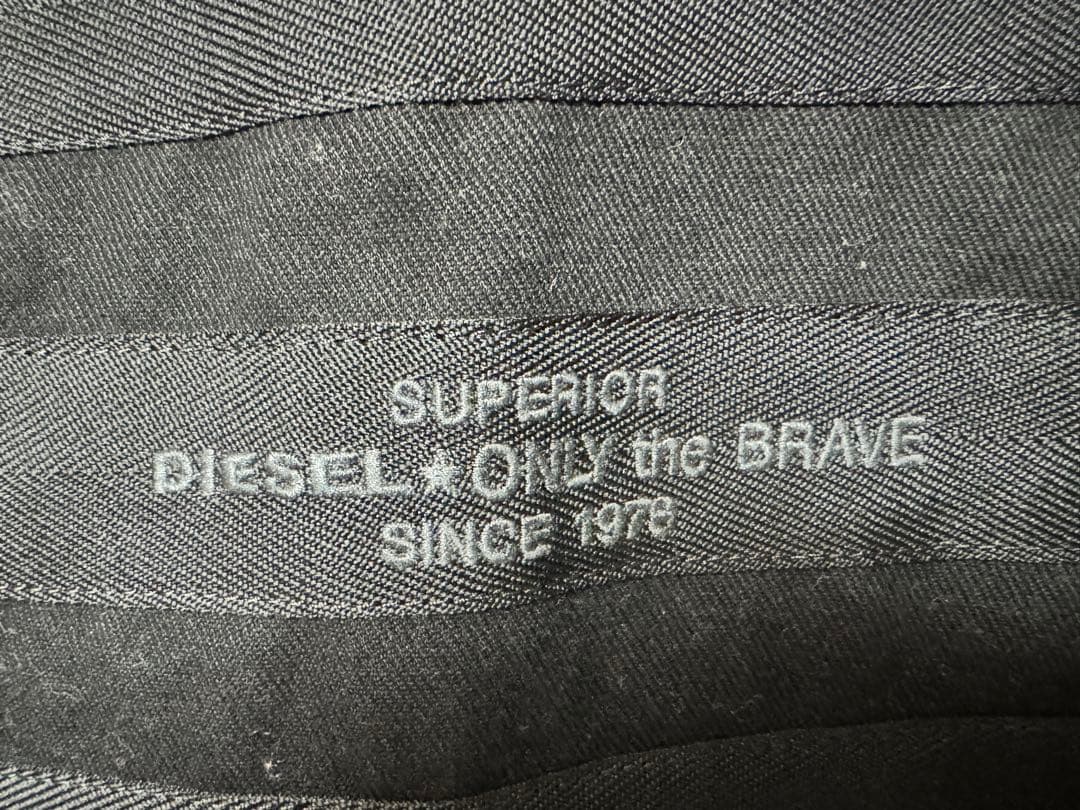 SUPERIOR
DIESEL★ONLY the BRAVE
SINCE 1978